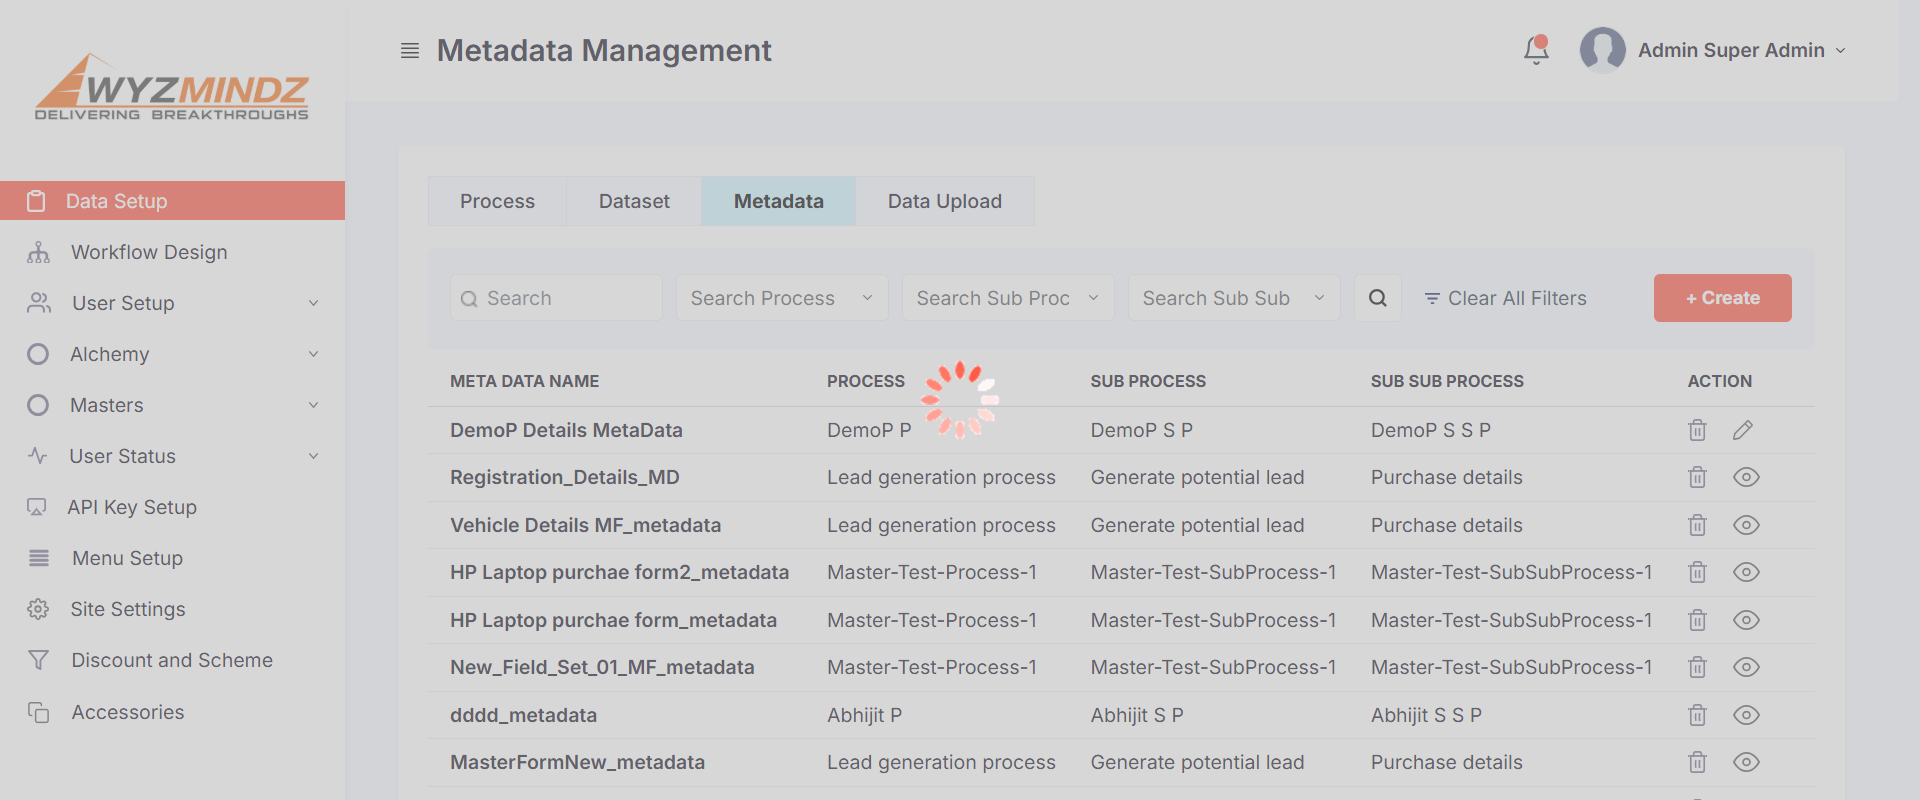 WYZMINDZ
DELIVERING BREAKTHROUGHS
Metadata Management
Admin Super Admin
Data Setup
Workflow Design
User Setup
Alchemy
Masters
User Status
API Key Setup
Menu Setup
Site Settings
Discount and Scheme
Accessories
Process Dataset Metadata Data Upload
Search Search Process Search Sub Proc Search Sub Sub Clear All Filters + Create
META DATA NAME PROCESS SUB PROCESS SUB SUB PROCESS ACTION
DemoP Details MetaData DemoP P DemoP S P DemoP S S P
Registration_Details_MD Lead generation process Generate potential lead Purchase details
Vehicle Details MF_metadata Lead generation process Generate potential lead Purchase details
HP Laptop purchae form2_metadata Master-Test-Process-1 Master-Test-SubProcess-1 Master-Test-SubSubProcess-1
HP Laptop purchae form_metadata Master-Test-Process-1 Master-Test-SubProcess-1 Master-Test-SubSubProcess-1
New_Field_Set_01_MF_metadata Master-Test-Process-1 Master-Test-SubProcess-1 Master-Test-SubSubProcess-1
dddd_metadata Abhijit P Abhijit S P Abhijit S S P
MasterFormNew_metadata Lead generation process Generate potential lead Purchase details